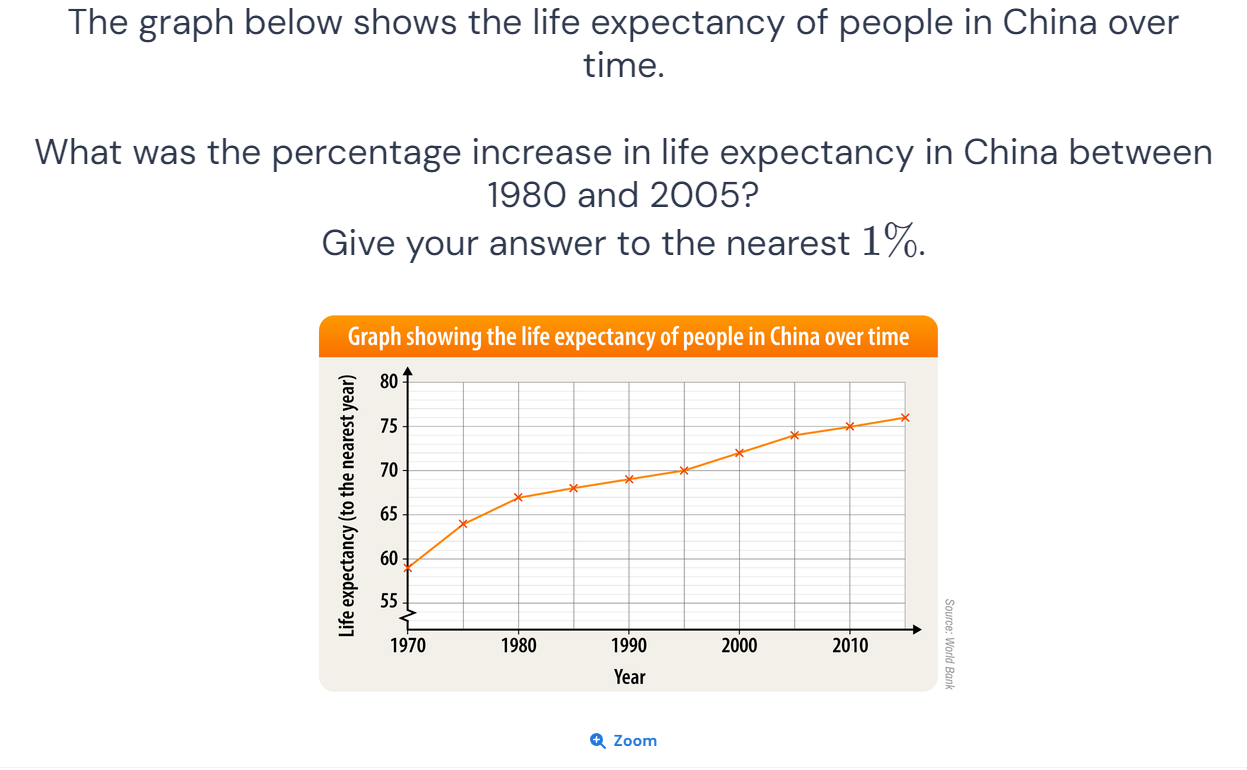 The graph below shows the life expectancy of people in China over
time.
What was the percentage increase in life expectancy in China between
1980 and 2005?
Give your answer to the nearest 1%.
Graph showing the life expectancy of people in China over time
Life expectancy (to the nearest year)
80
75
70
65
60
55
1970 1980 1990 2000 2010
Year
Source: World Bank
Zoom